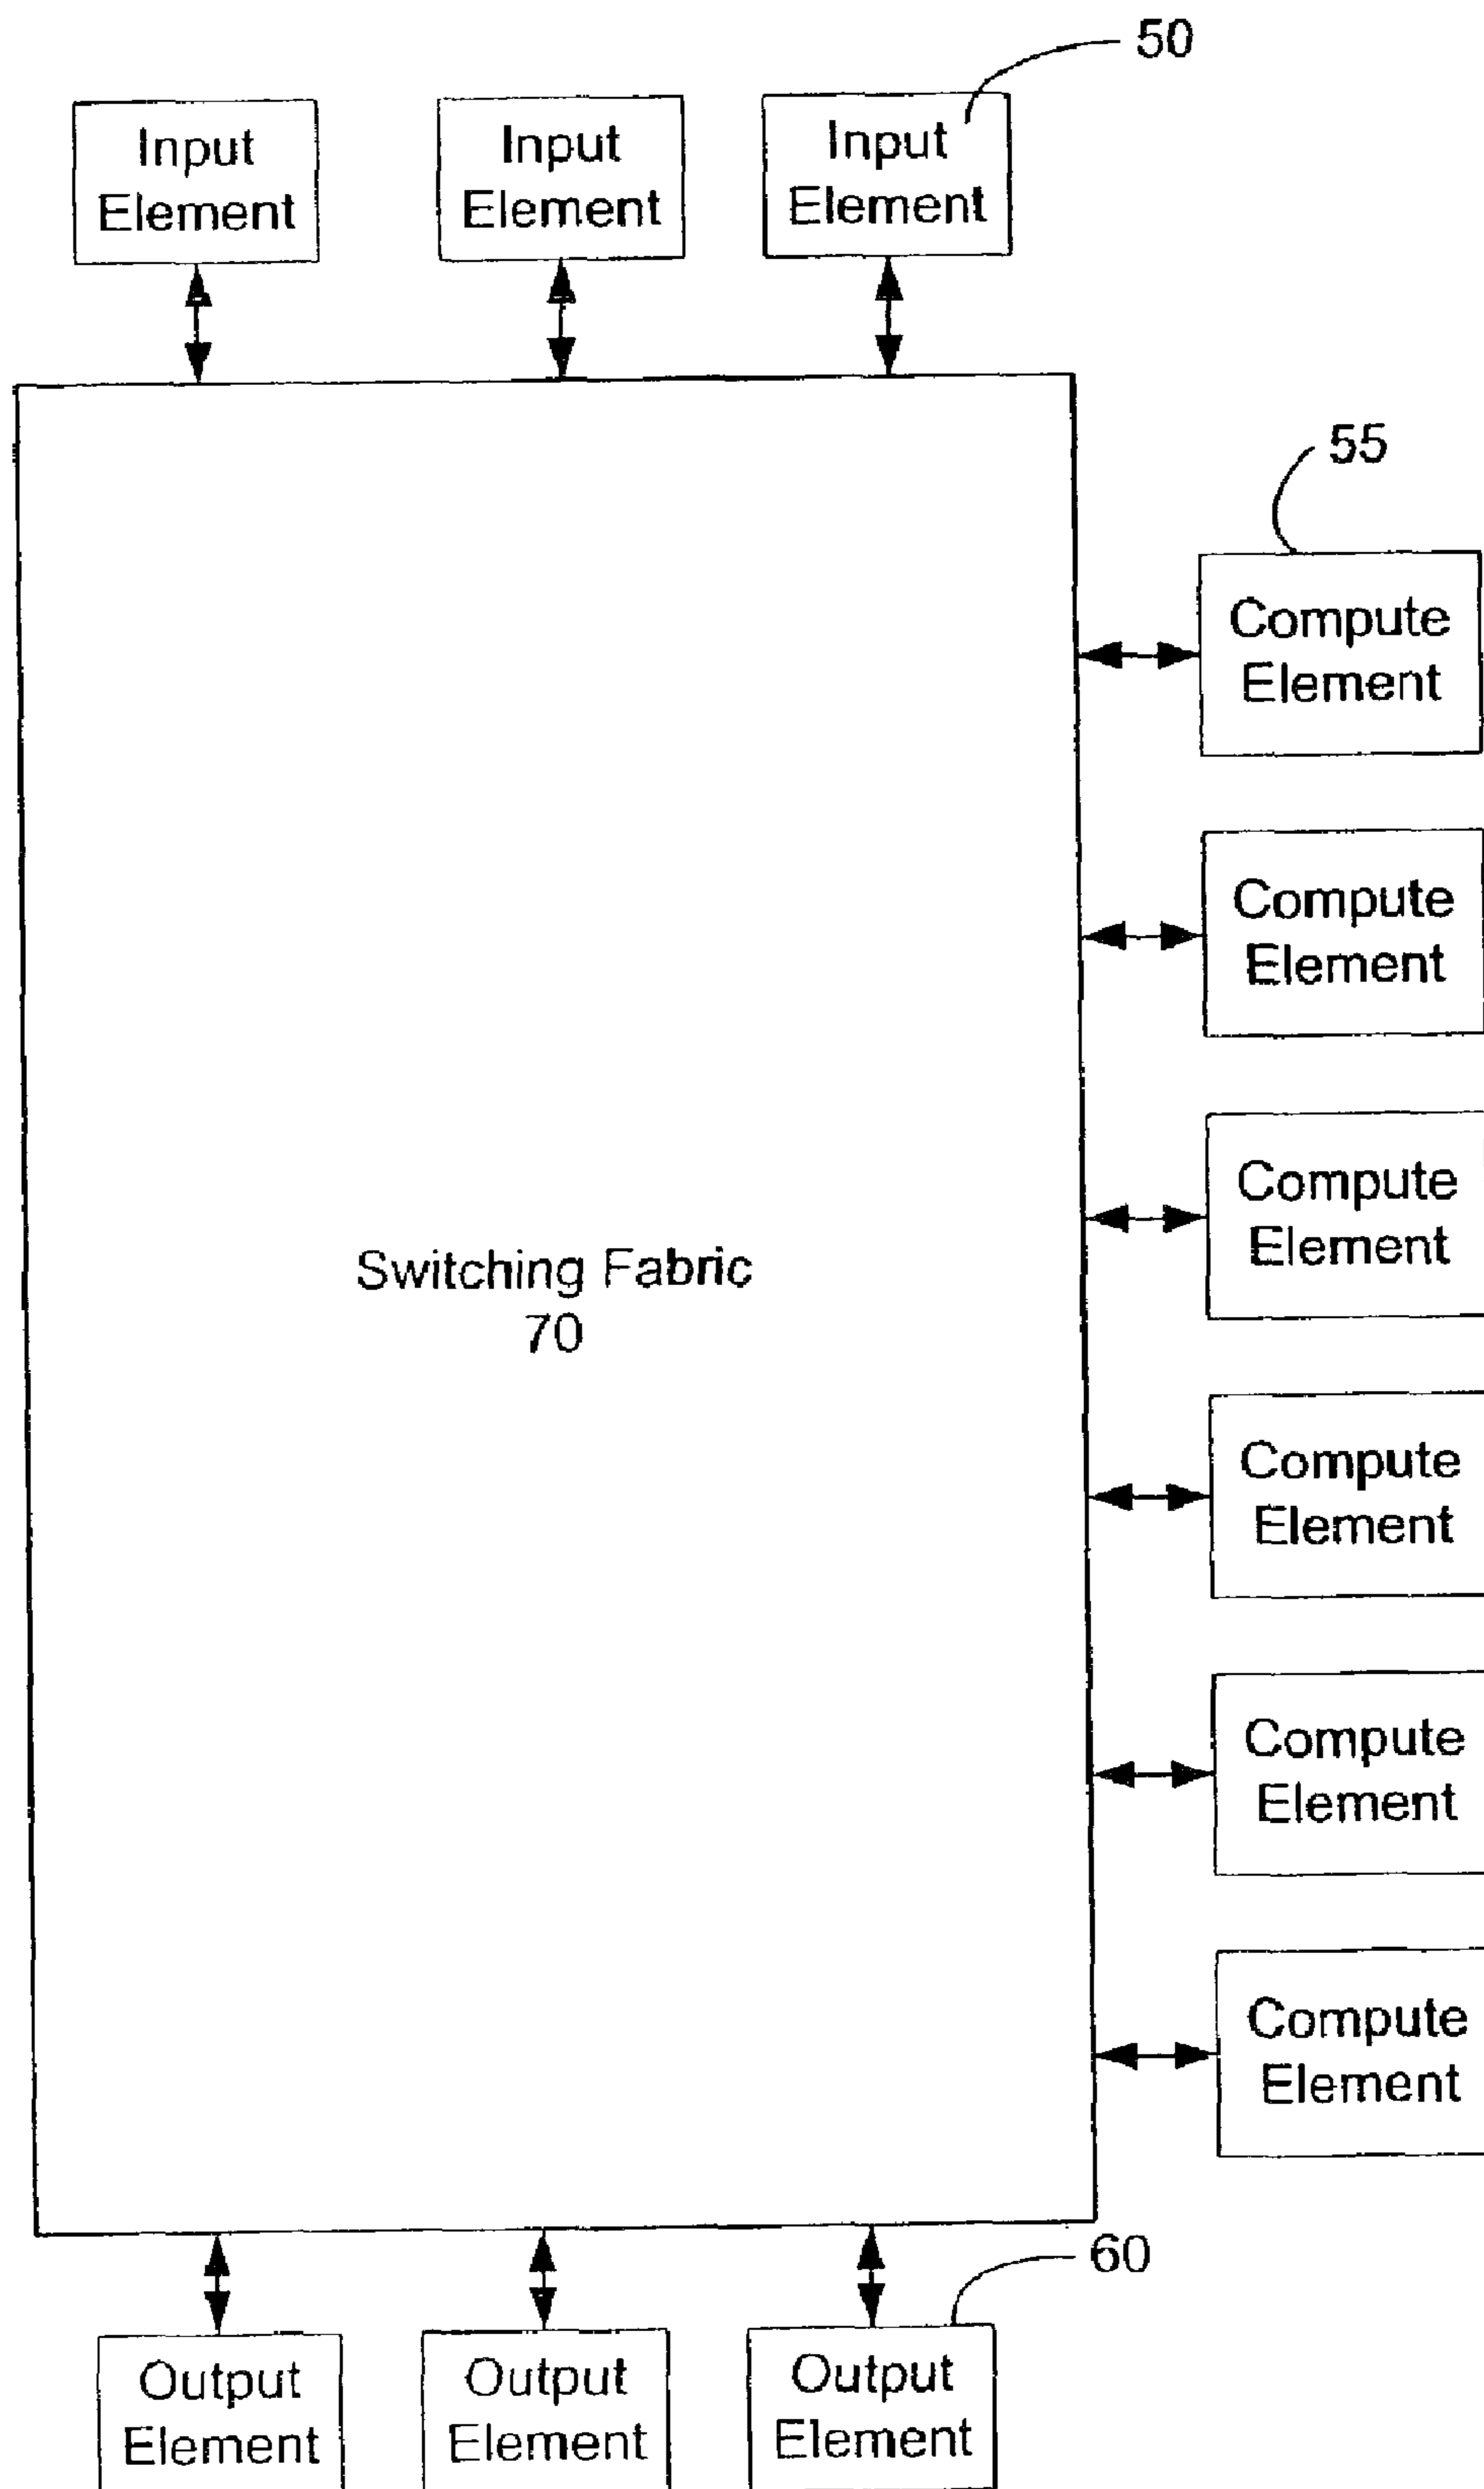 50
Input
Element
Input
Element
Input
Element
55
Compute
Element
Compute
Element
Compute
Element
Switching Fabric
70
Compute
Element
Compute
Element
Compute
Element
60
Output
Element
Output
Element
Output
Element